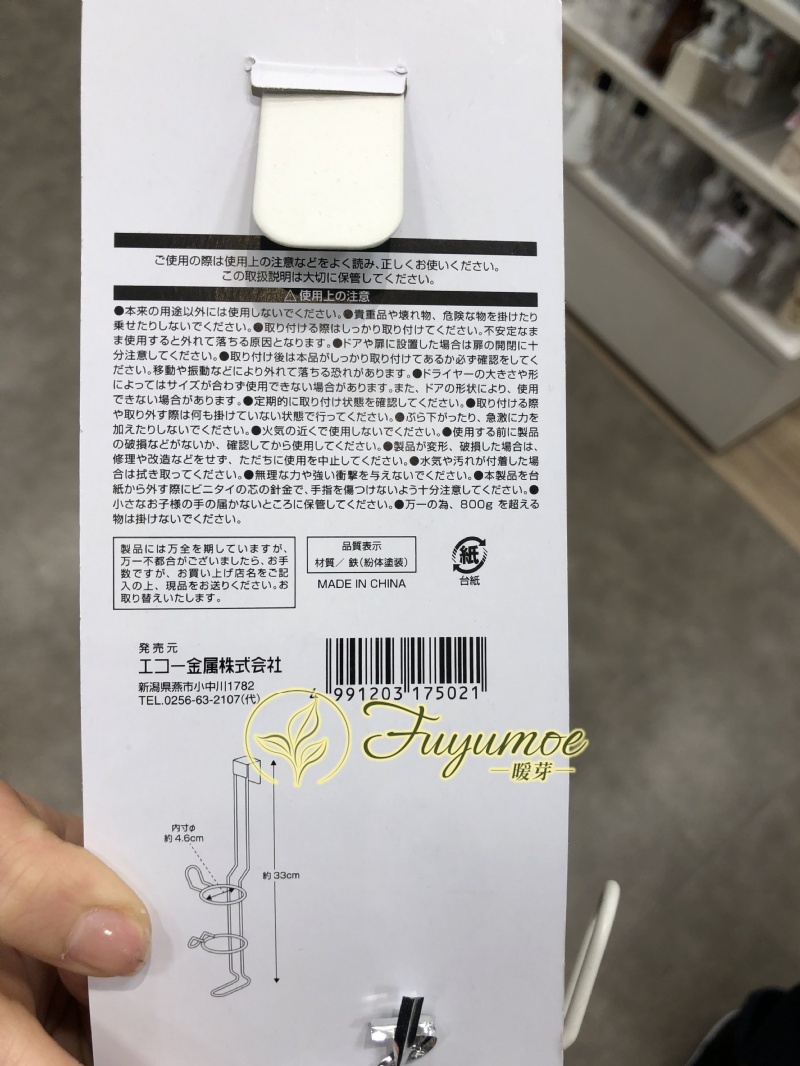 ご使用の際は使用上の注意などをよく読み、正しくお使いください。
この取扱説明は大切に保管してください。
⚠使用上の注意
●本来の用途以外には使用しないでください。●貴重品や壊れ物、危険な物を掛けたり
乗せたりしないでください。●取り付ける際はしっかり取り付けてください。不安定なま
ま使用すると外れて落ちる原因となります。●ドアや扉に設置した場合は扉の開閉に十
分注意してください。●取り付け後は本品がしっかり取り付けてあるか必ず確認をしてく
ださい。移動や振動などにより外れて落ちる恐れがあります。●ドライヤーの大きさや形
によってはサイズが合わず使用できない場合があります。また、ドアの形状により、使用
できない場合があります。●定期的に取り付け状態を確認してください。●取り付ける際
や取り外す際は何も掛けていない状態で行ってください。●ぶら下がったり、急激に力を
加えたりしないでください。●火気の近くで使用しないでください。●使用する前に製品
の破損などがないか、確認してから使用してください。●製品が変形、破損した場合は、
修理や改造などをせず、ただちに使用を中止してください。●水気や汚れが付着した場
合は拭き取ってください。●無理な力や強い衝撃を与えないでください。●本製品を台
紙から外す際にビニタイの芯の針金で、手指を傷つけないよう十分注意してください。●
小さなお子様の手の届かないところに保管してください。●万一の為、800gを超える
物は掛けないでください。
製品には万全を期していますが、
万一不都合がございましたら、お手
数ですが、お買い上げ店名をご記
入の上、現品をお送りください。お
取り替えいたします。
品質表示
材質／鉄(紛体塗装)
MADE IN CHINA
紙
台紙
発売元
エコー金属株式会社
新潟県燕市小中川1782
TEL.0256-63-2107(代)
4 991203 175021
Fuyumoe
暖芽
内寸φ
約4.6cm
約33cm